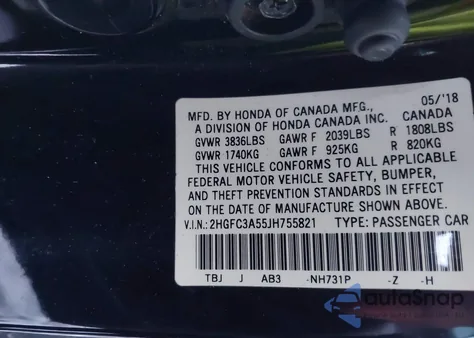 MFD. BY HONDA OF CANADA MFG., 05/'18
A DIVISION OF HONDA CANADA INC. CANADA
GVWR 3836LBS GAWR F 2039LBS R 1808LBS
GVWR 1740KG GAWR F 925KG R 820KG
THIS VEHICLE CONFORMS TO ALL APPLICABLE
FEDERAL MOTOR VEHICLE SAFETY, BUMPER,
AND THEFT PREVENTION STANDARDS IN EFFECT
ON THE DATE OF MANUFACTURE SHOWN ABOVE.
V.I.N.: 2HGFC3A55JH755821 TYPE: PASSENGER CAR
TBJ J AB3 -NH731P -Z -H
autoSnap